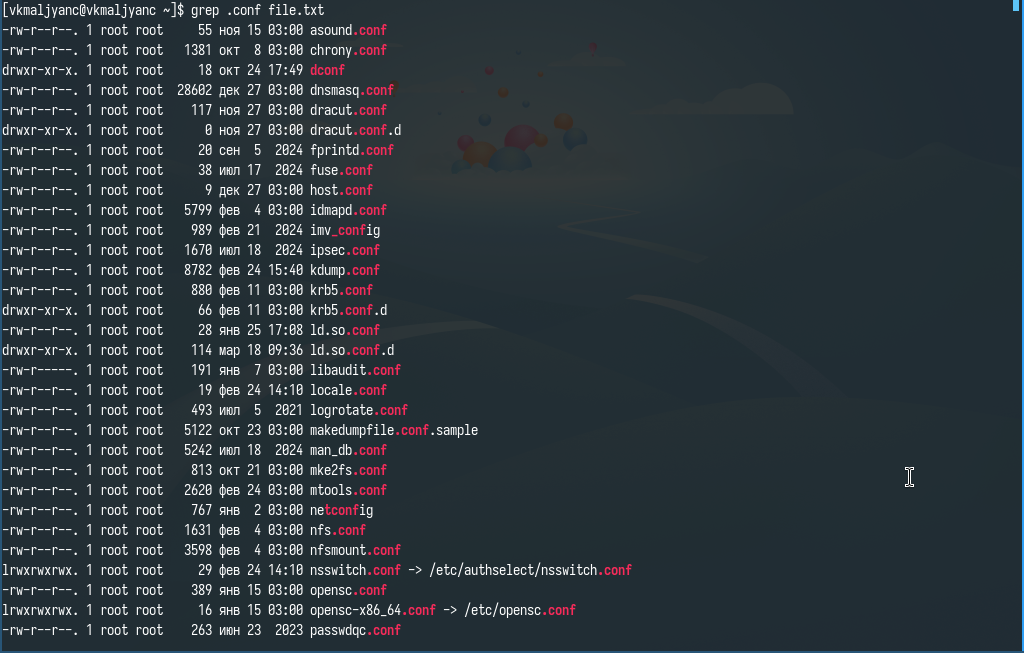 [vkmaljyanc@vkmaljyanc ~]$ grep .conf file.txt
-rw-r--r--. 1 root root     55 ноя 15 03:00 asound.conf
-rw-r--r--. 1 root root   1381 окт  8 03:00 chrony.conf
drwxr-xr-x. 1 root root     18 окт 24 17:49 dconf
-rw-r--r--. 1 root root  28602 дек 27 03:00 dnsmasq.conf
-rw-r--r--. 1 root root    117 ноя 27 03:00 dracut.conf
drwxr-xr-x. 1 root root      0 ноя 27 03:00 dracut.conf.d
-rw-r--r--. 1 root root     20 сен  5  2024 fprintd.conf
-rw-r--r--. 1 root root     38 июл 17  2024 fuse.conf
-rw-r--r--. 1 root root      9 дек 27 03:00 host.conf
-rw-r--r--. 1 root root   5799 фев  4 03:00 idmapd.conf
-rw-r--r--. 1 root root    989 фев 21  2024 imv_config
-rw-r--r--. 1 root root   1670 июл 18  2024 ipsec.conf
-rw-r--r--. 1 root root   8782 фев 24 15:40 kdump.conf
-rw-r--r--. 1 root root    880 фев 11 03:00 krb5.conf
drwxr-xr-x. 1 root root     66 фев 11 03:00 krb5.conf.d
-rw-r--r--. 1 root root     28 янв 25 17:08 ld.so.conf
drwxr-xr-x. 1 root root    114 мар 18 09:36 ld.so.conf.d
-rw-r-----. 1 root root    191 янв  7 03:00 libaudit.conf
-rw-r--r--. 1 root root     19 фев 24 14:10 locale.conf
-rw-r--r--. 1 root root    493 июл  5  2021 logrotate.conf
-rw-r--r--. 1 root root   5122 окт 23 03:00 makedumpfile.conf.sample
-rw-r--r--. 1 root root   5242 июл 18  2024 man_db.conf
-rw-r--r--. 1 root root    813 окт 21 03:00 mke2fs.conf
-rw-r--r--. 1 root root   2620 фев 24 03:00 mtools.conf
-rw-r--r--. 1 root root    767 янв  2 03:00 netconfig
-rw-r--r--. 1 root root   1631 фев  4 03:00 nfs.conf
-rw-r--r--. 1 root root   3598 фев  4 03:00 nfsmount.conf
lrwxrwxrwx. 1 root root     29 фев 24 14:10 nsswitch.conf -> /etc/authselect/nsswitch.conf
-rw-r--r--. 1 root root    389 янв 15 03:00 opensc.conf
lrwxrwxrwx. 1 root root     16 янв 15 03:00 opensc-x86_64.conf -> /etc/opensc.conf
-rw-r--r--. 1 root root    263 июн 23  2023 passwdqc.conf